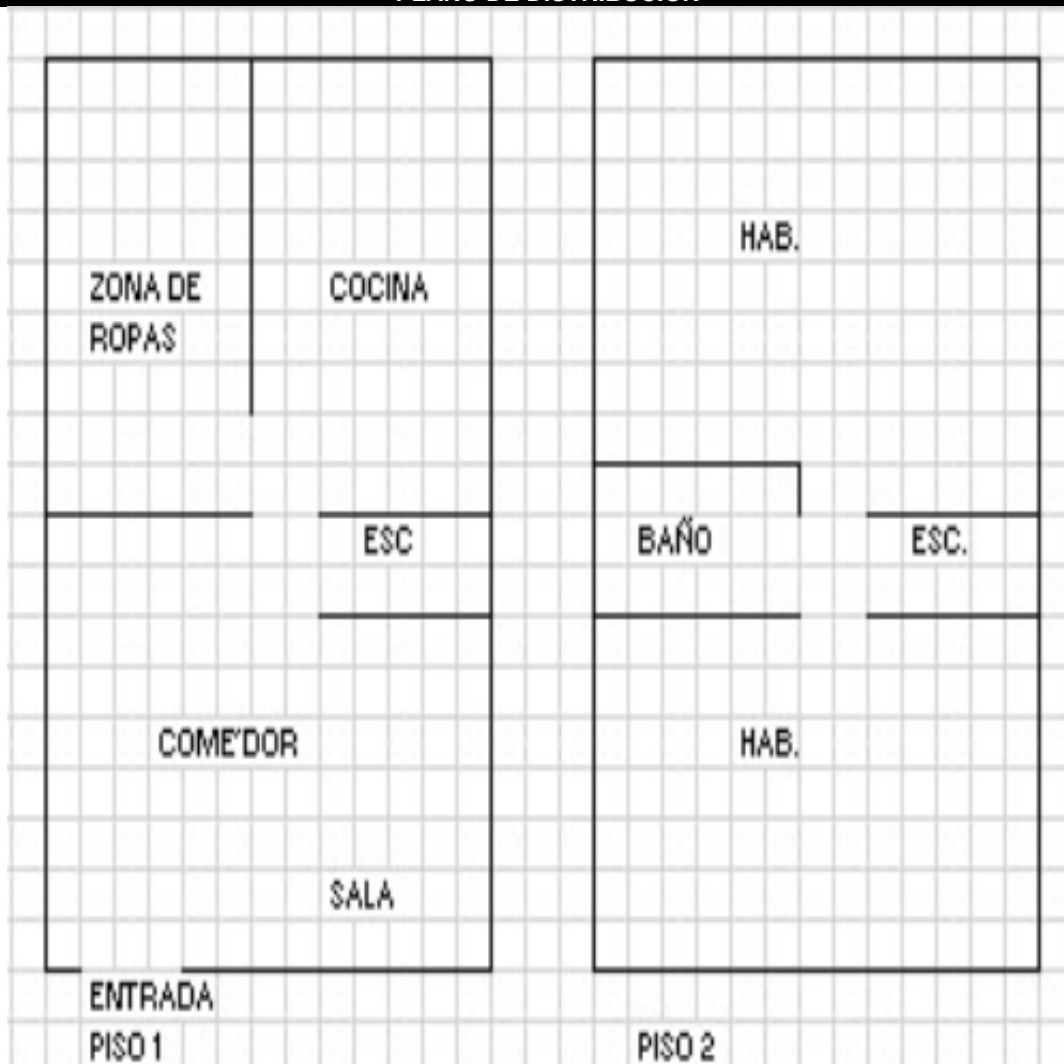 ZONA DE
ROPAS
COCINA
ESC
COME'DOR
SALA
ENTRADA
PISO 1
HAB.
BAÑO
ESC.
HAB.
PISO 2